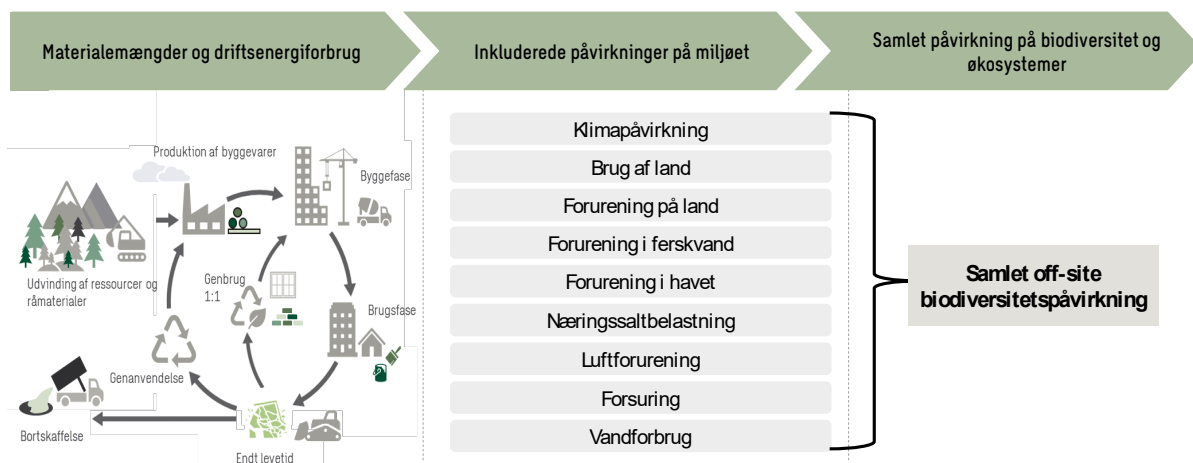 Materialemængder og driftsenergiforbrug
Inkluderede påvirkninger på miljøet
Samlet påvirkning på biodiversitet og
økosystemer
Produktion af byggevarer
Byggefase
Udvinding af ressourcer og
råmaterialer
Genbrug
1:1
Brugsfase
Genanvendelse
Bortskaffelse
Endt levetid
Klimapåvirkning
Brug af land
Forurening på land
Forurening i ferskvand
Forurening i havet
Næringssaltbelastning
Luftforurening
Forsuring
Vandforbrug
Samlet off-site
biodiversitetspåvirkning